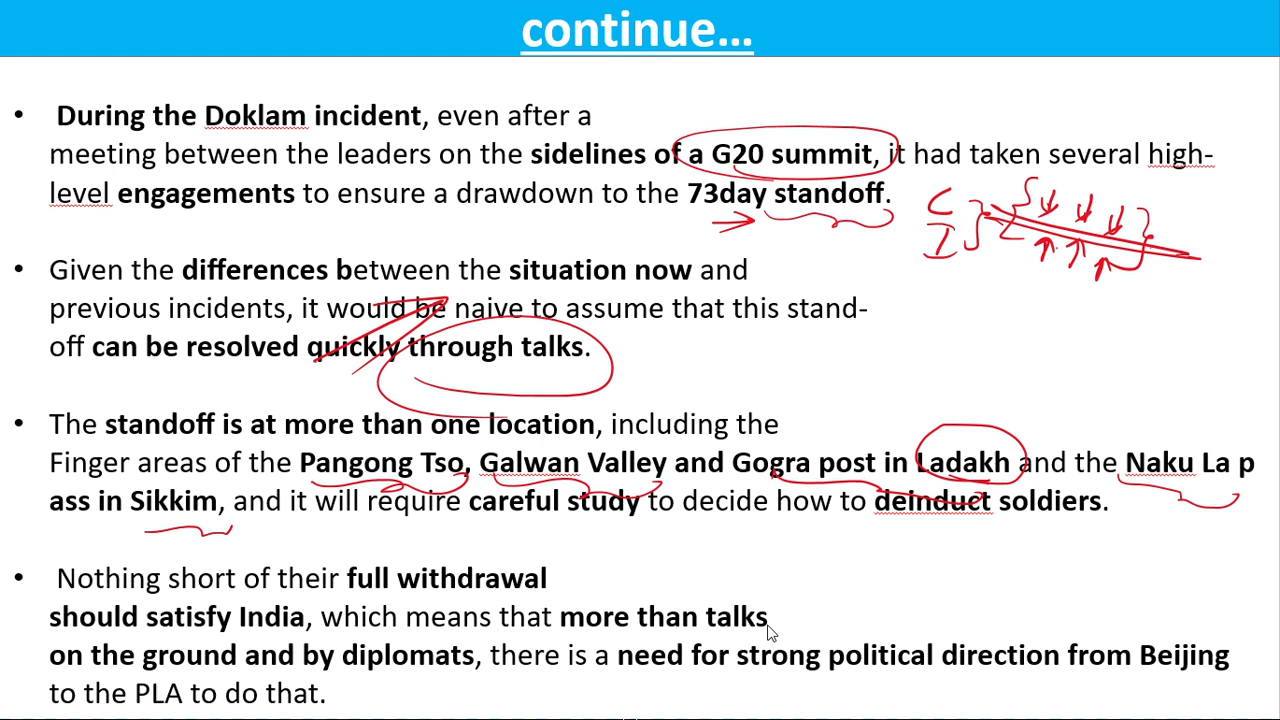 continue…
• During the Doklam incident, even after a
meeting between the leaders on the sidelines of a G20 summit, it had taken several high-
level engagements to ensure a drawdown to the 73day standoff.
C
I
• Given the differences between the situation now and
previous incidents, it would be naive to assume that this stand-
off can be resolved quickly through talks.
• The standoff is at more than one location, including the
Finger areas of the Pangong Tso, Galwan Valley and Gogra post in Ladakh and the Naku La p
ass in Sikkim, and it will require careful study to decide how to deinduct soldiers.
• Nothing short of their full withdrawal
should satisfy India, which means that more than talks
on the ground and by diplomats, there is a need for strong political direction from Beijing
to the PLA to do that.